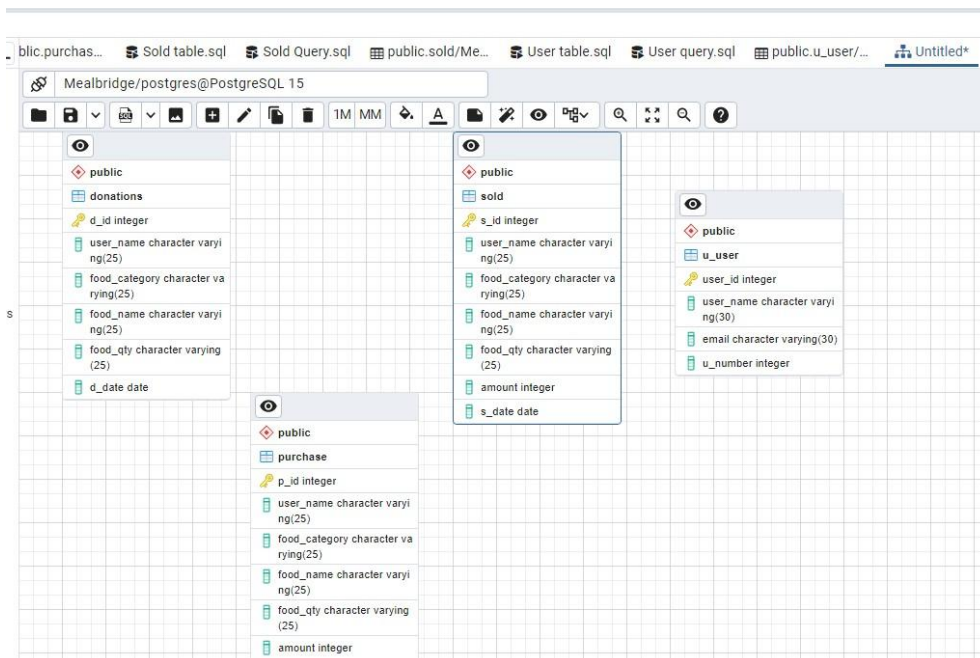 blic.purchas... Sold table.sql Sold Query.sql public.sold/Me... User table.sql User query.sql public.u_user/... Untitled*
Mealbridge/postgres@PostgreSQL 15
SQL 1M MM A
public
donations
d_id integer
user_name character varyi
ng(25)
food_category character va
rying(25)
food_name character varyi
ng(25)
food_qty character varying
(25)
d_date date
public
purchase
p_id integer
user_name character varyi
ng(25)
food_category character va
rying(25)
food_name character varyi
ng(25)
food_qty character varying
(25)
amount integer
public
sold
s_id integer
user_name character varyi
ng(25)
food_category character va
rying(25)
food_name character varyi
ng(25)
food_qty character varying
(25)
amount integer
s_date date
public
u_user
user_id integer
user_name character varyi
ng(30)
email character varying(30)
u_number integer
s